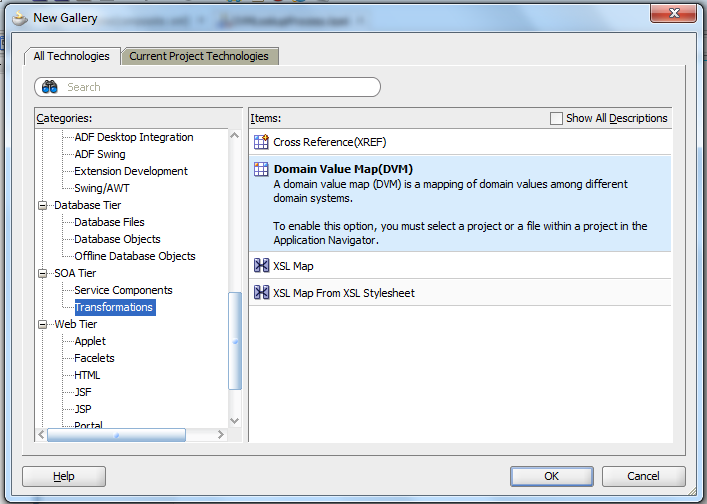 New Gallery
All Technologies
Current Project Technologies
Search
Categories:
ADF Desktop Integration
ADF Swing
Extension Development
Swing/AWT
Database Tier
Database Files
Database Objects
Offline Database Objects
SOA Tier
Service Components
Transformations
Web Tier
Applet
Facelets
HTML
JSF
JSP
Portal
Items:
Show All Descriptions
Cross Reference(XREF)
Domain Value Map(DVM)
A domain value map (DVM) is a mapping of domain values among different
domain systems.
To enable this option, you must select a project or a file within a project in the
Application Navigator.
XSL Map
XSL Map From XSL Stylesheet
Help
OK
Cancel